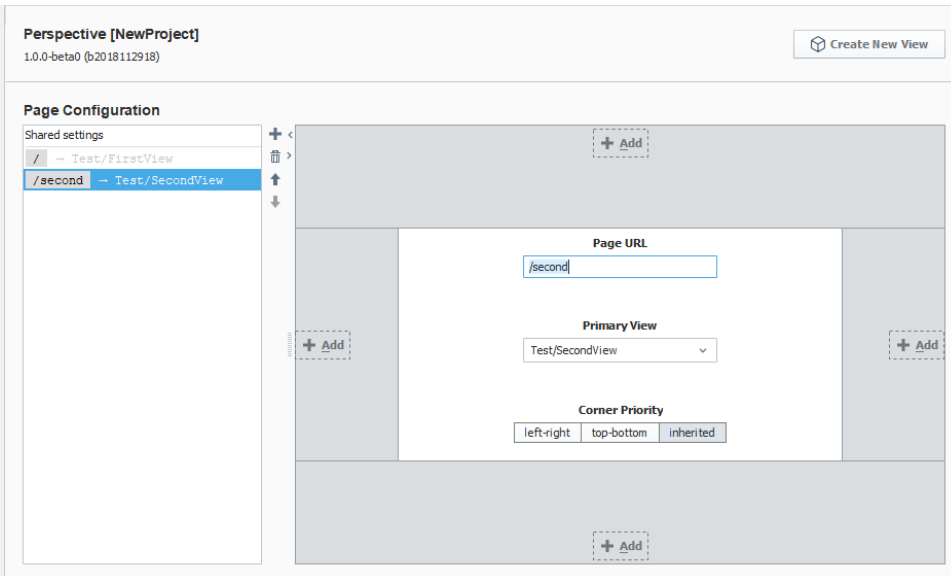 Perspective [NewProject]
1.0.0-beta0 (b2018112918)
Create New View
Page Configuration
Shared settings
/ → Test/FirstView
/second → Test/SecondView
+ Add
Page URL
/second
Primary View
+ Add
Test/SecondView
+ Add
Corner Priority
left-right top-bottom inherited
+ Add